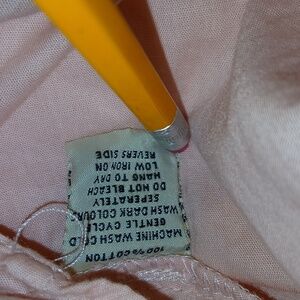 100% COTTON
MACHINE WASH COLD
GENTLE CYCLE
WASH DARK COLOURS
SEPERATELY
DO NOT BLEACH
HANG TO DRY
LOW IRON ON
REVERS SIDE